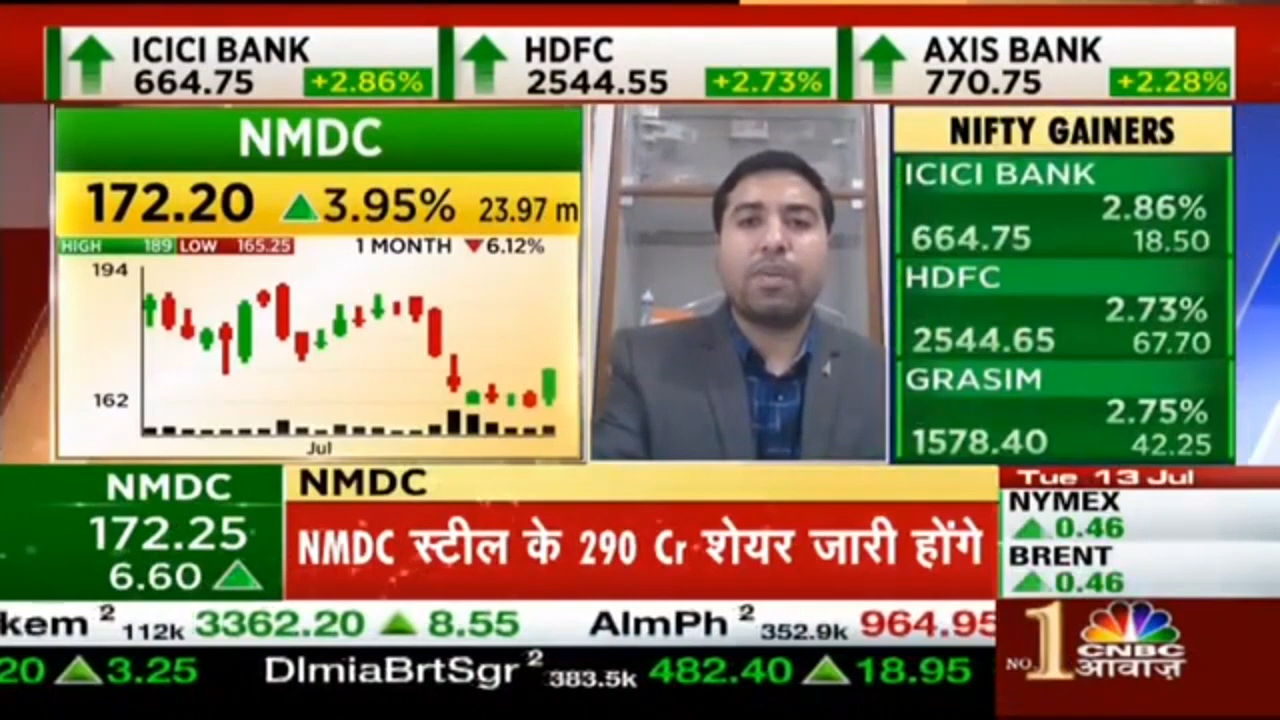 ICICI BANK
664.75 +2.86%
HDFC
2544.55 +2.73%
AXIS BANK
770.75 +2.28%
NMDC
172.20 3.95% 23.97 m
HIGH 189 LOW 165.25 1 MONTH 6.12%
194
162
Jul
NIFTY GAINERS
ICICI BANK
2.86%
664.75 18.50
HDFC
2.73%
2544.65 67.70
GRASIM
2.75%
1578.40 42.25
NMDC
172.25
6.60
NMDC
NMDC स्टील के 290 Cr शेयर जारी होंगे
Tue 13 Jul
NYMEX
0.46
BRENT
0.46
kem 2 112k 3362.20 8.55 AlmPh 2 352.9k 964.95
20 3.25 DlmiaBrtSgr 2 383.5k 482.40 18.95
NO.1 CNBC
आवाज़